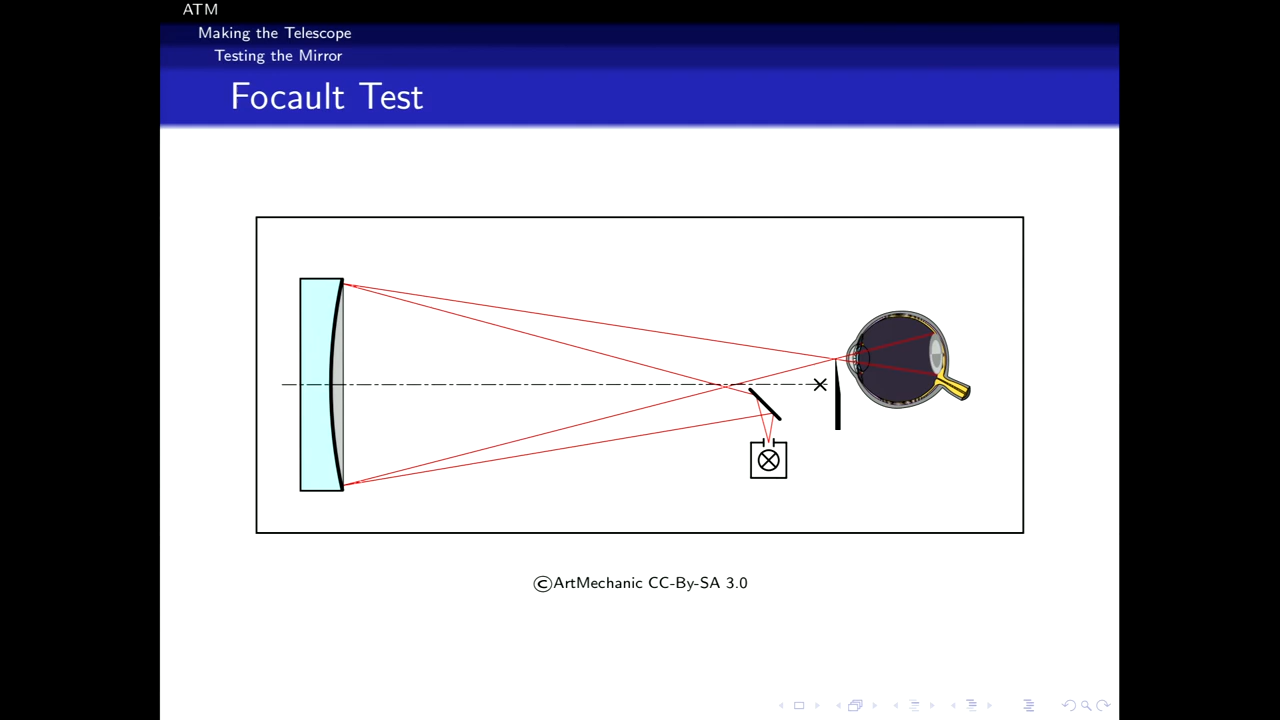 ATM
Making the Telescope
Testing the Mirror
Focault Test
©ArtMechanic CC-By-SA 3.0